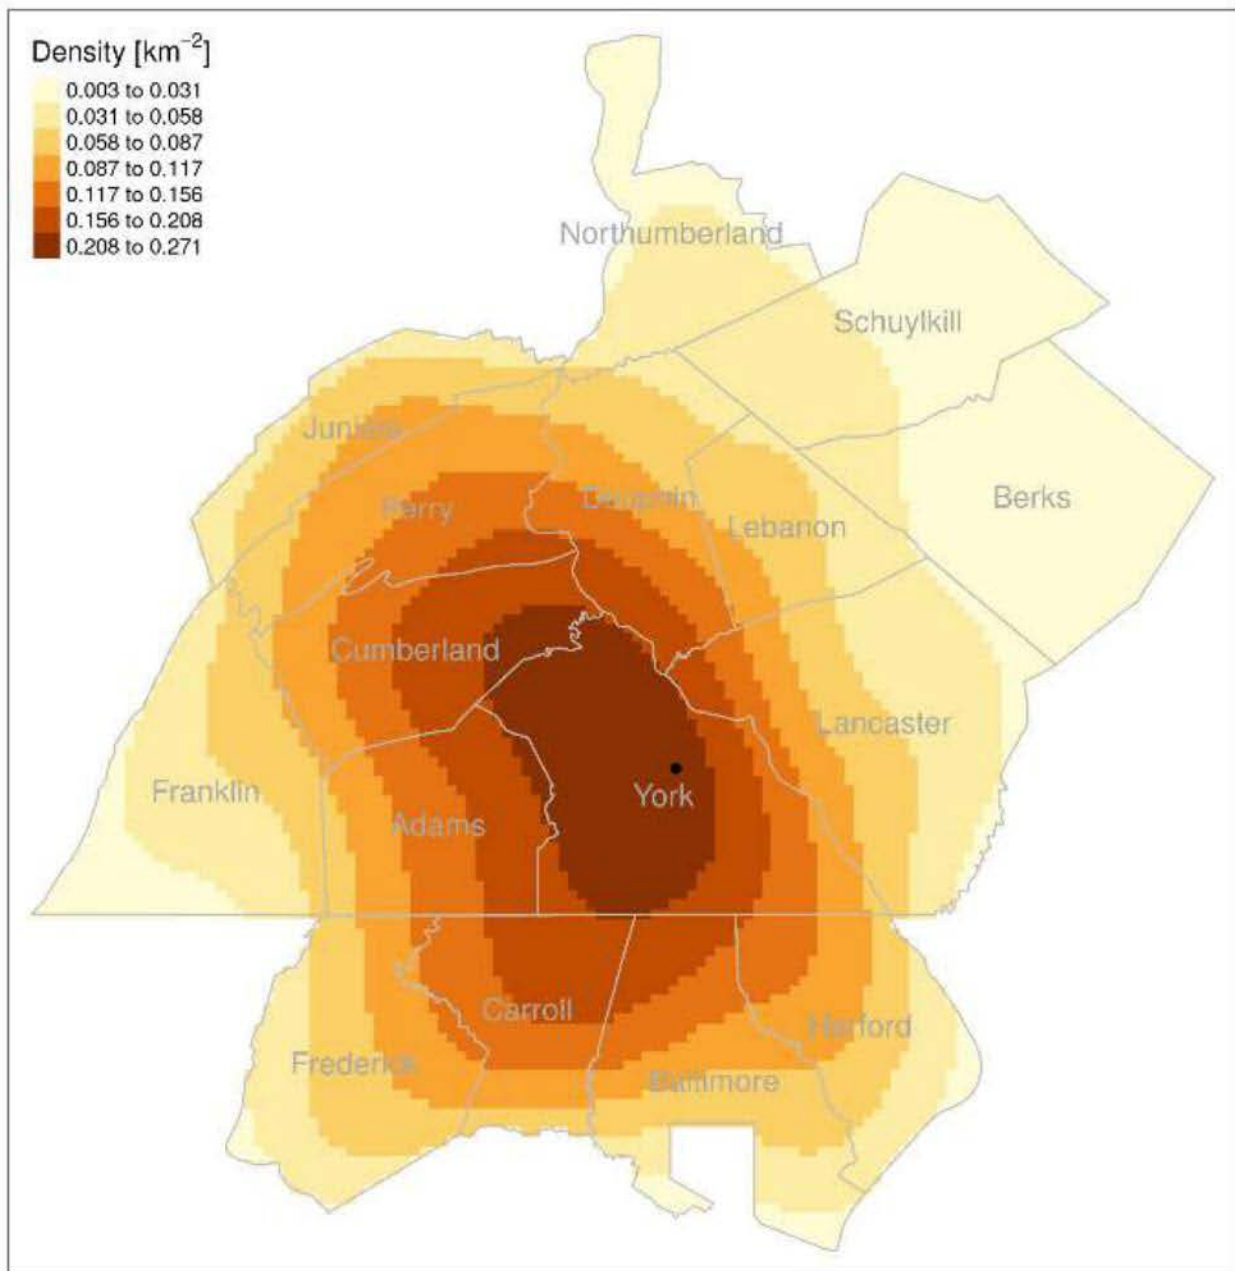 Density [km⁻²]
0.003 to 0.031
0.031 to 0.058
0.058 to 0.087
0.087 to 0.117
0.117 to 0.156
0.156 to 0.208
0.208 to 0.271
Northumberland
Schuylkill
Juniata
Perry
Dauphin
Lebanon
Berks
Cumberland
Lancaster
Franklin
York
Adams
Carroll
Harford
Frederick
Baltimore